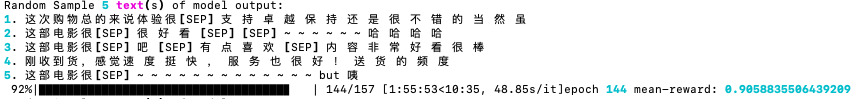 Random Sample 5 text(s) of model output:
1. 这次购物总的来说体验很[SEP] 支 持 卓 越 保 持 还 是 很 不 错 的 当 然 虽
2. 这部电影很[SEP] 很 好 看 [SEP] [SEP] ~ ~ ~ ~ ~ ~ 哈 哈 哈 哈
3. 这部电影很[SEP] 吧 [SEP] 有 点 喜 欢 [SEP] 内 容 非 常 好 看 很 棒
4. 刚收到货,感觉速 度 挺 快 , 服 务 也 很 好 ！ 送 货 的 频 度
5. 这部电影很[SEP] ~ ~ ~ ~ ~ ~ ~ ~ ~ ~ ~ ~ ~ but 咦
92%| | 144/157 [1:55:53<10:35, 48.85s/it]epoch 144 mean-reward: 0.9058835506439209